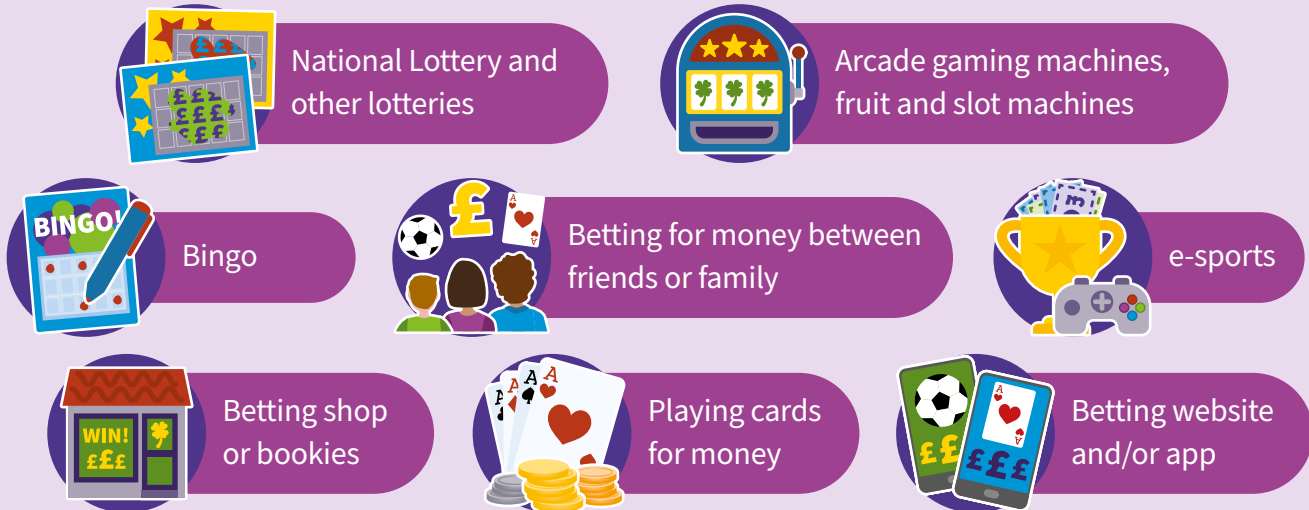 National Lottery and
other lotteries
Arcade gaming machines,
fruit and slot machines
BINGO!
Bingo
£
A
Betting for money between
friends or family
e-sports
WIN!
£££
Betting shop
or bookies
A A A A
Playing cards
for money
££
A
£££
Betting website
and/or app